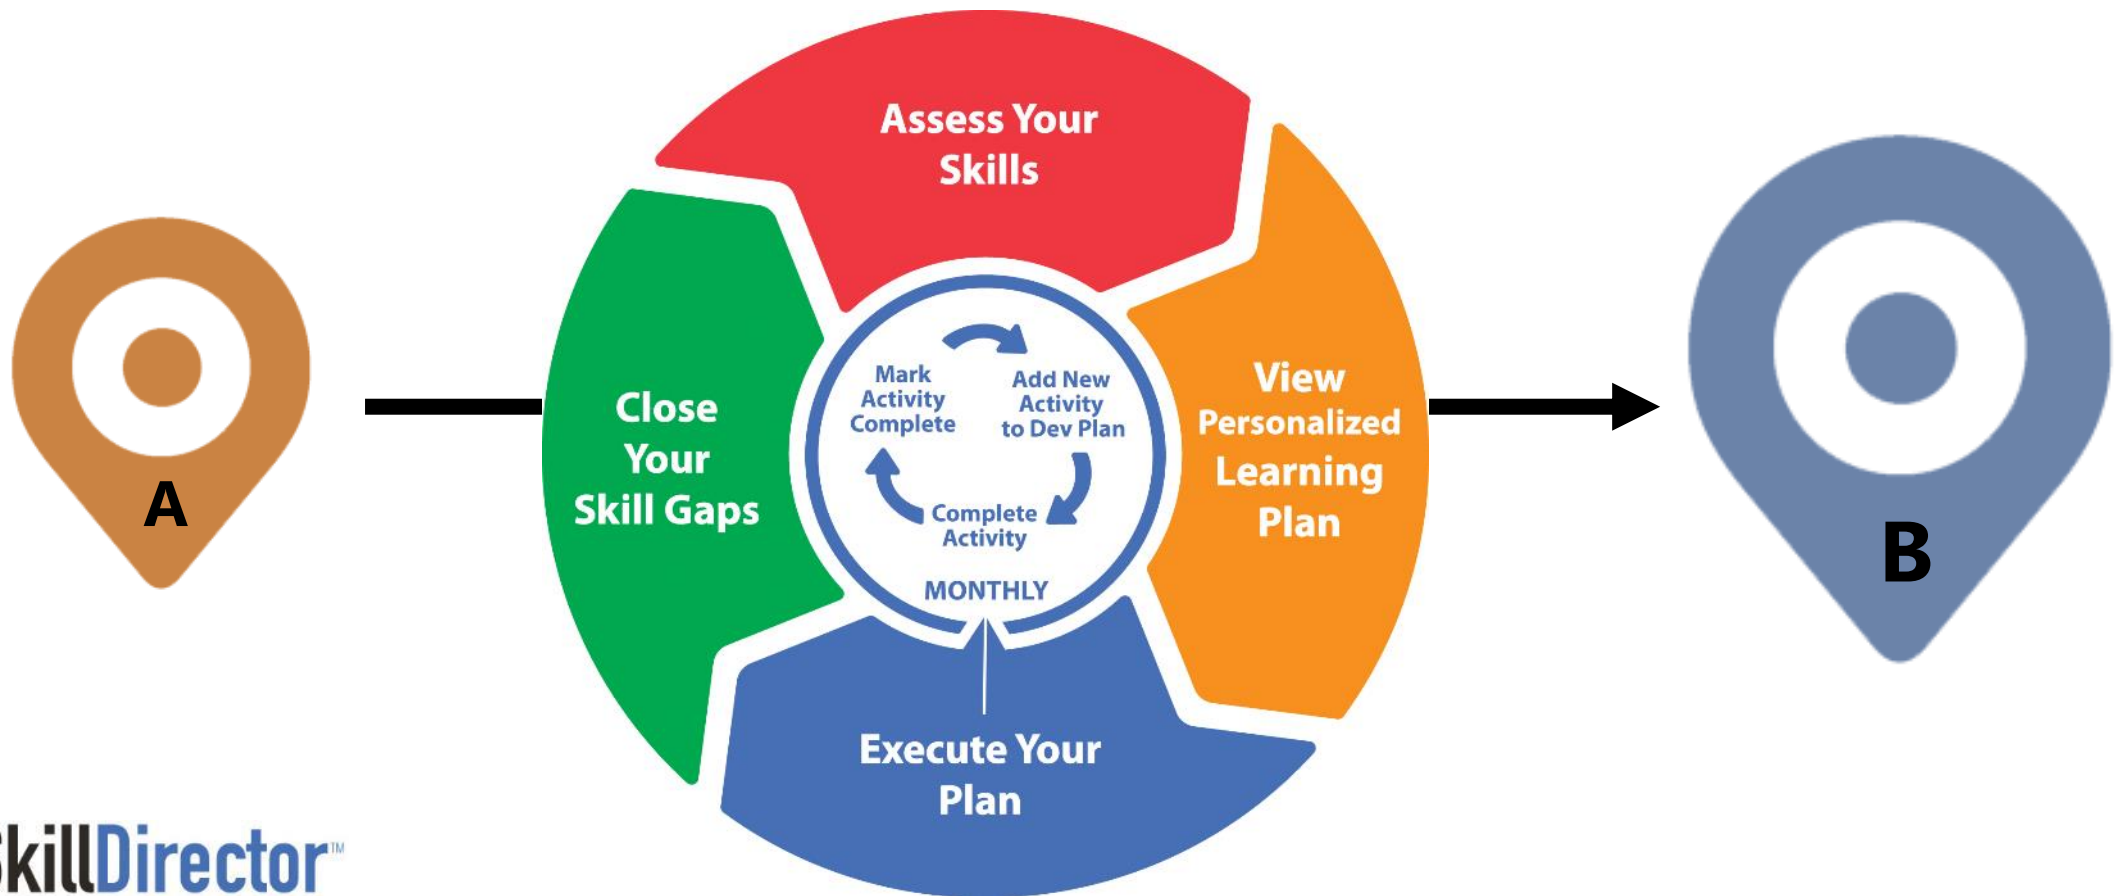 Assess Your
Skills
View
Personalized
Learning
Plan
Execute Your
Plan
Close
Your
Skill Gaps
Mark
Activity
Complete
Add New
Activity
to Dev Plan
Complete
Activity
MONTHLY
A
B
SkillDirector™